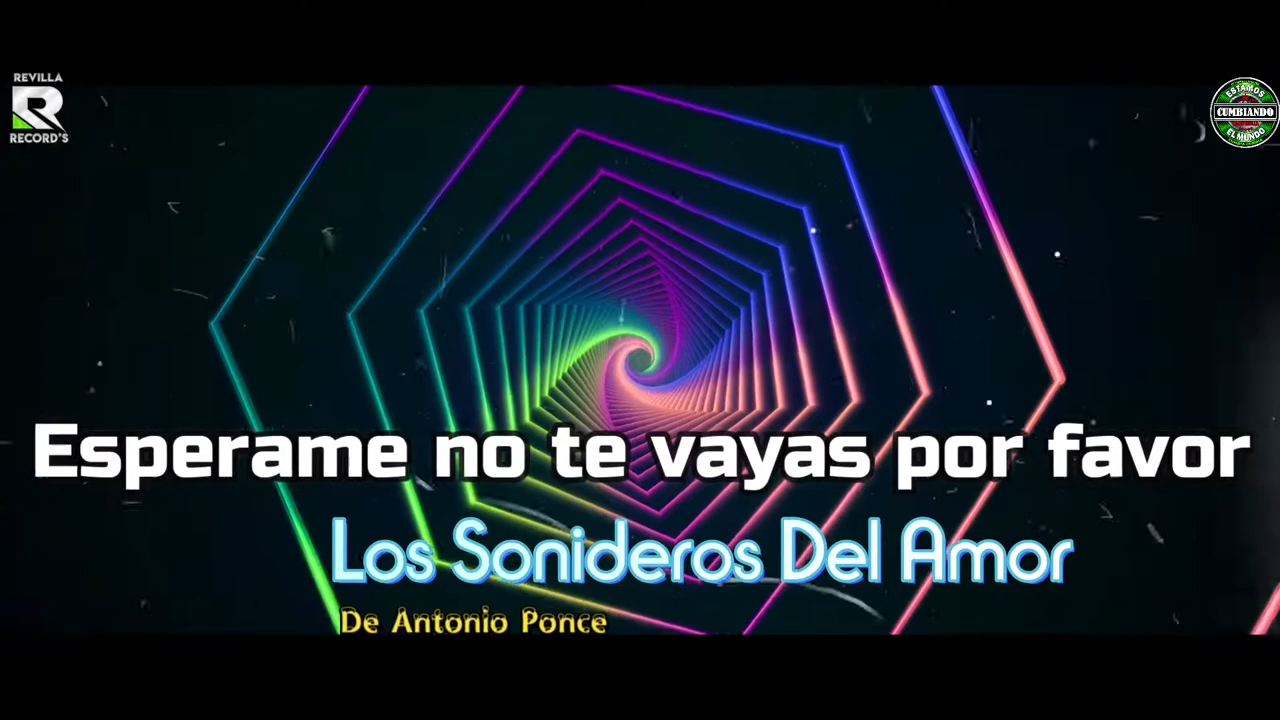 REVILLA
R
RECORD'S
ESTAMOS
CUMBIANDO
EL MUNDO
Esperame no te vayas por favor
Los Sonideros Del Amor
De Antonio Ponce